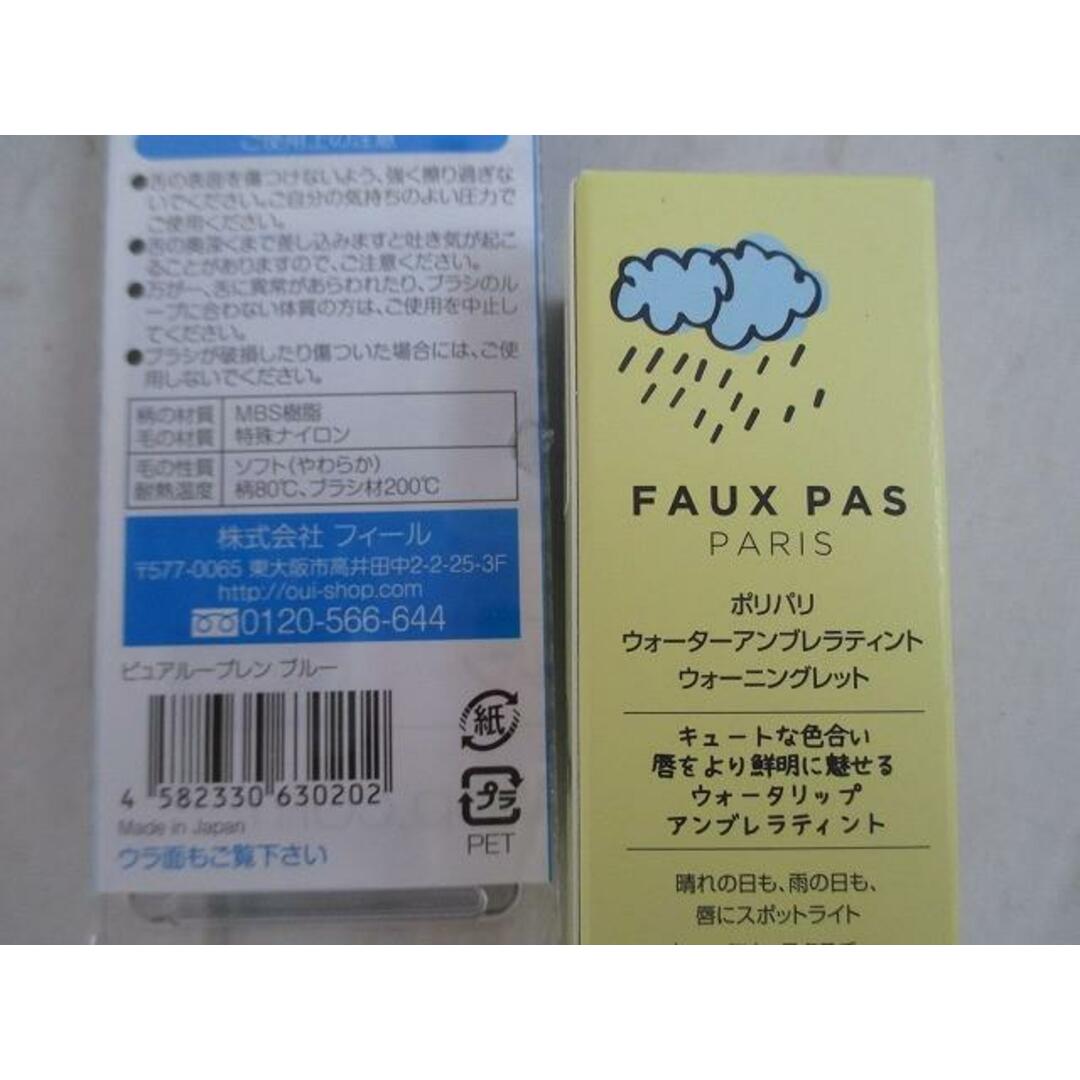 ご使用上の注意
●舌の表面を傷つけないよう、強く擦り過ぎな
いでください。ご自分の気持ちのよい圧力で
ご使用ください。
●舌の奥深くまで差し込みますと吐き気が起こ
ることがありますので、ご注意ください。
●万が一、舌に異常があらわれたり、ブラシのル
ープに合わない体質の方は、ご使用を中止し
てください。
●ブラシが破損したり傷ついた場合には、ご使
用しないでください。
柄の材質 MBS樹脂
毛の材質 特殊ナイロン
毛の性質 ソフト(やわらか)
耐熱温度 柄80℃、ブラシ材200℃
株式会社 フィール
〒577-0065 東大阪市高井田中2-2-25-3F
http://oui-shop.com
0120-566-644
ピュアループレン ブルー
4 582330 630202
Made in Japan
ウラ面もご覧下さい
紙
プラ
PET
FAUX PAS
PARIS
ポリパリ
ウォーターアンブレラティント
ウォーニングレット
キュートな色合い
唇をより鮮明に魅せる
ウォータリップ
アンブレラティント
晴れの日も、雨の日も、
唇にスポットライト